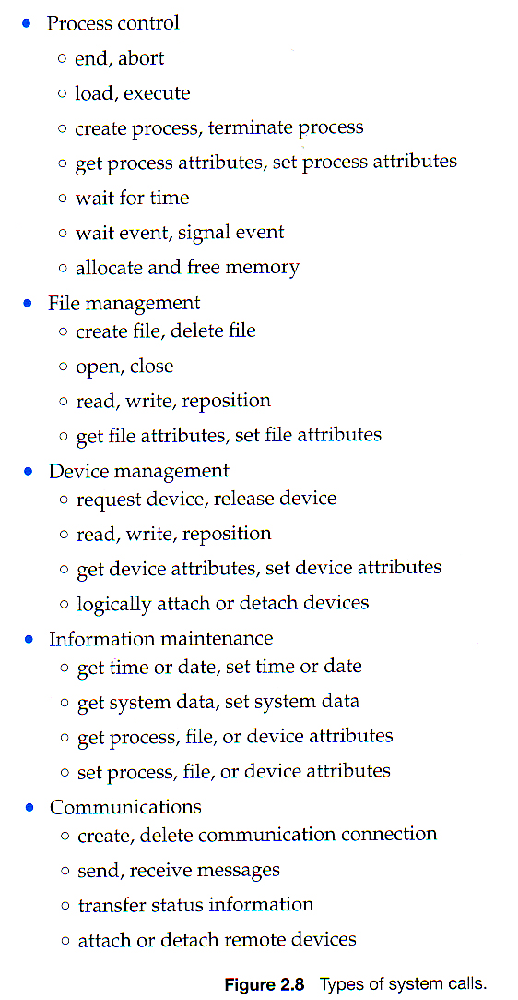 • Process control
○ end, abort
○ load, execute
○ create process, terminate process
○ get process attributes, set process attributes
○ wait for time
○ wait event, signal event
○ allocate and free memory
• File management
○ create file, delete file
○ open, close
○ read, write, reposition
○ get file attributes, set file attributes
• Device management
○ request device, release device
○ read, write, reposition
○ get device attributes, set device attributes
○ logically attach or detach devices
• Information maintenance
○ get time or date, set time or date
○ get system data, set system data
○ get process, file, or device attributes
○ set process, file, or device attributes
• Communications
○ create, delete communication connection
○ send, receive messages
○ transfer status information
○ attach or detach remote devices
Figure 2.8 Types of system calls.